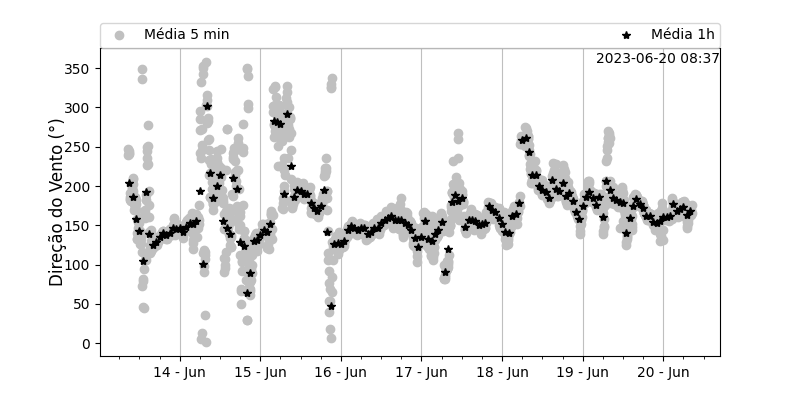 Média 5 min
Média 1h
2023-06-20 08:37
Direção do Vento (°)
350
300
250
200
150
100
50
0
14 - Jun
15 - Jun
16 - Jun
17 - Jun
18 - Jun
19 - Jun
20 - Jun